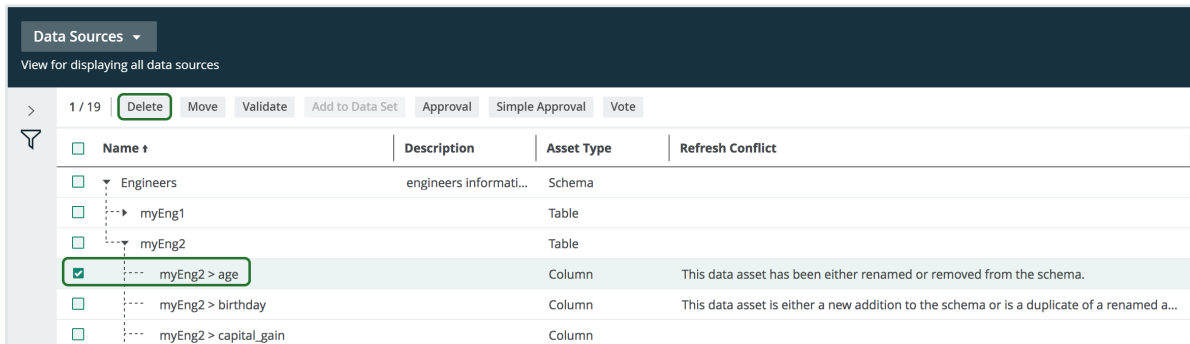 Data Sources
View for displaying all data sources
1 / 19 Delete Move Validate Add to Data Set Approval Simple Approval Vote
Name Description Asset Type Refresh Conflict
Engineers engineers informati... Schema
myEng1 Table
myEng2 Table
myEng2 > age Column This data asset has been either renamed or removed from the schema.
myEng2 > birthday Column This data asset is either a new addition to the schema or is a duplicate of a renamed a...
myEng2 > capital_gain Column